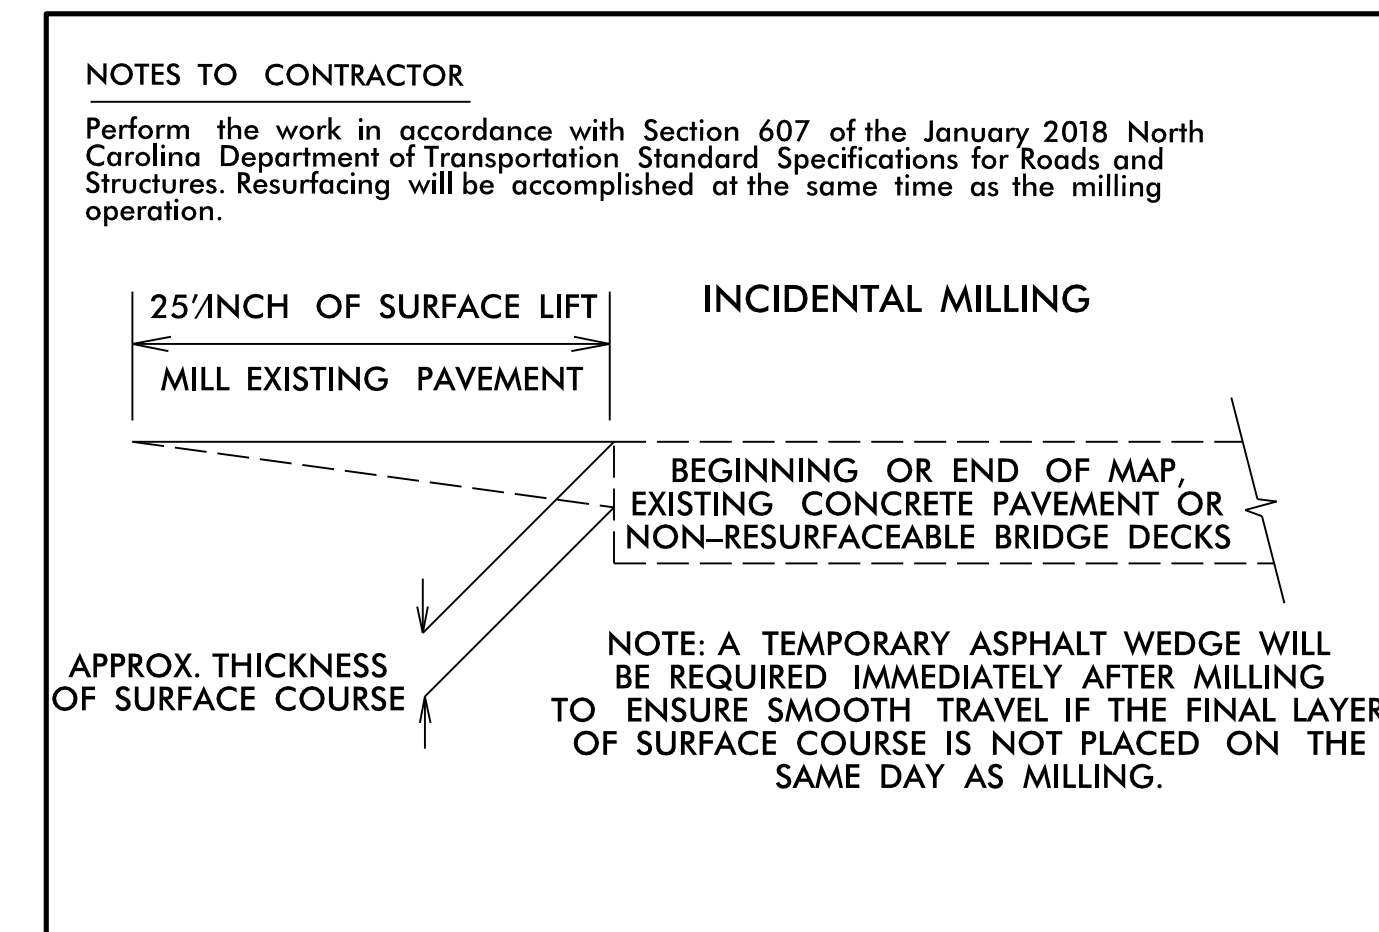 NOTES TO CONTRACTOR
Perform the work in accordance with Section 607 of the January 2018 North
Carolina Department of Transportation Standard Specifications for Roads and
Structures. Resurfacing will be accomplished at the same time as the milling
operation.
25'/INCH OF SURFACE LIFT
INCIDENTAL MILLING
MILL EXISTING PAVEMENT
BEGINNING OR END OF MAP,
EXISTING CONCRETE PAVEMENT OR
NON–RESURFACEABLE BRIDGE DECKS
APPROX. THICKNESS
OF SURFACE COURSE
NOTE: A TEMPORARY ASPHALT WEDGE WILL
BE REQUIRED IMMEDIATELY AFTER MILLING
TO ENSURE SMOOTH TRAVEL IF THE FINAL LAYER
OF SURFACE COURSE IS NOT PLACED ON THE
SAME DAY AS MILLING.